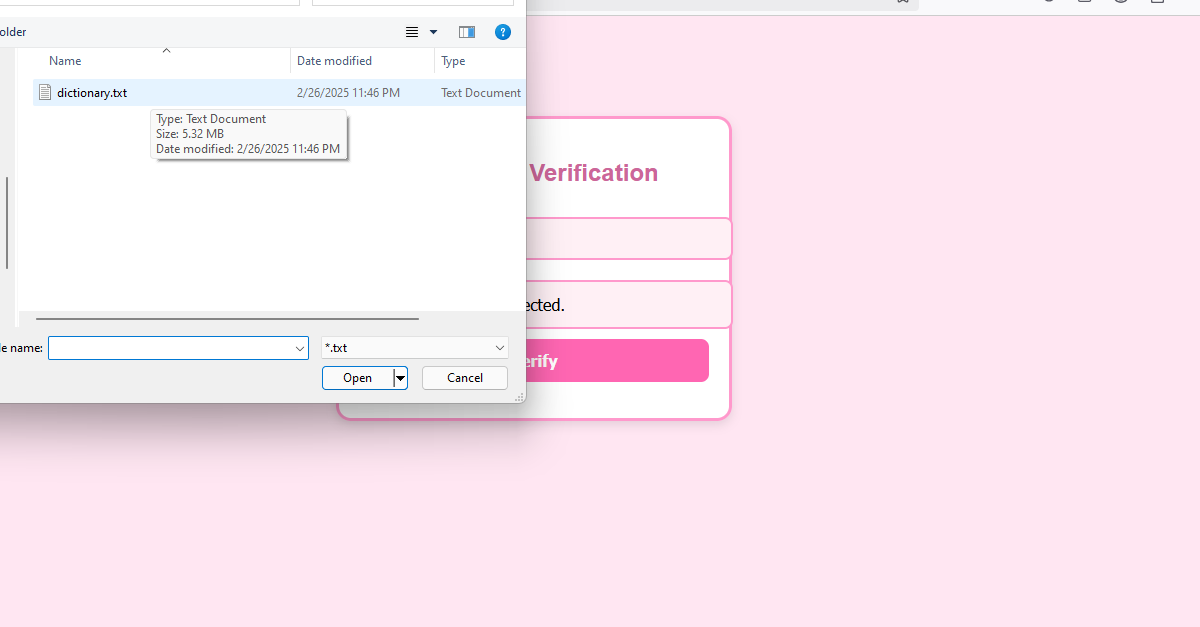 older
Name Date modified Type
dictionary.txt 2/26/2025 11:46 PM Text Document
Type: Text Document
Size: 5.32 MB
Date modified: 2/26/2025 11:46 PM
Verification
ected.
le name: *.txt
erify
Open Cancel